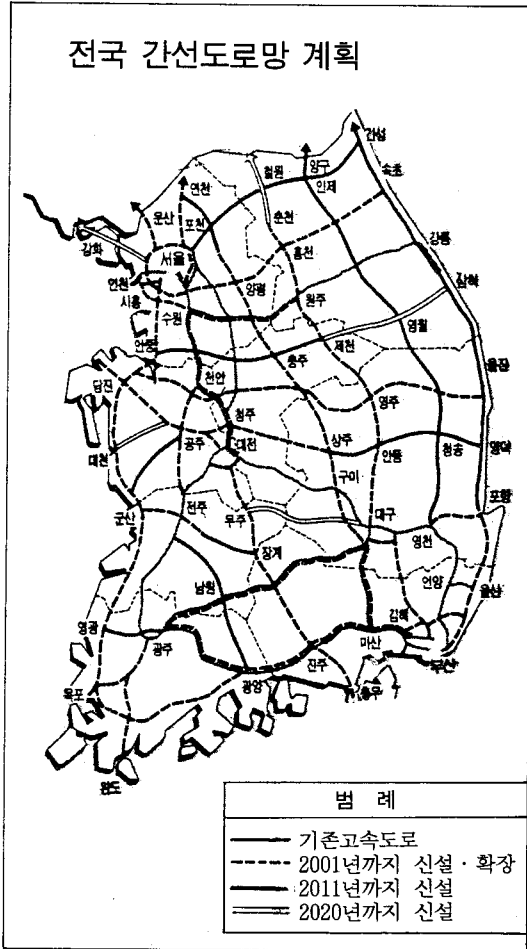 전국 간선도로망 계획
간성
철원
양구
속초
연천
인제
문산
포천
춘천
강화
서울
홍천
강릉
인천
양평
삼척
시흥
수원
원주
영월
안중
제천
울진
충주
당진
천안
영주
청주
공주
대전
상주
안동
청송
영덕
대천
구미
포항
군산
전주
무주
대구
영천
장계
언양
남원
울산
김해
영광
광주
마산
부산
진주
목포
광양
충무
완도
범 례
기존고속도로
2001년까지 신설 · 확장
2011년까지 신설
2020년까지 신설